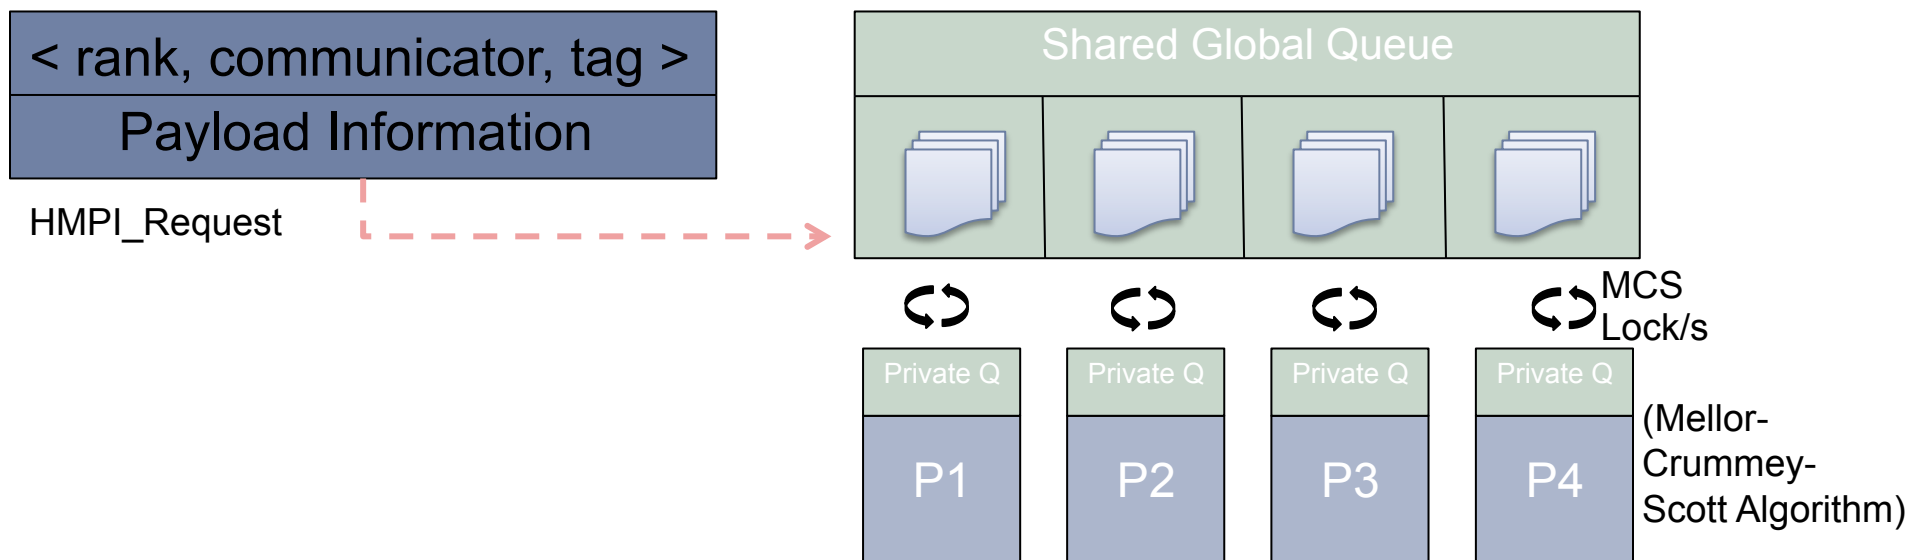 < rank, communicator, tag >
Payload Information
HMPI_Request
Shared Global Queue
MCS
Lock/s
Private Q
Private Q
Private Q
Private Q
P1
P2
P3
P4
(Mellor-
Crummey-
Scott Algorithm)